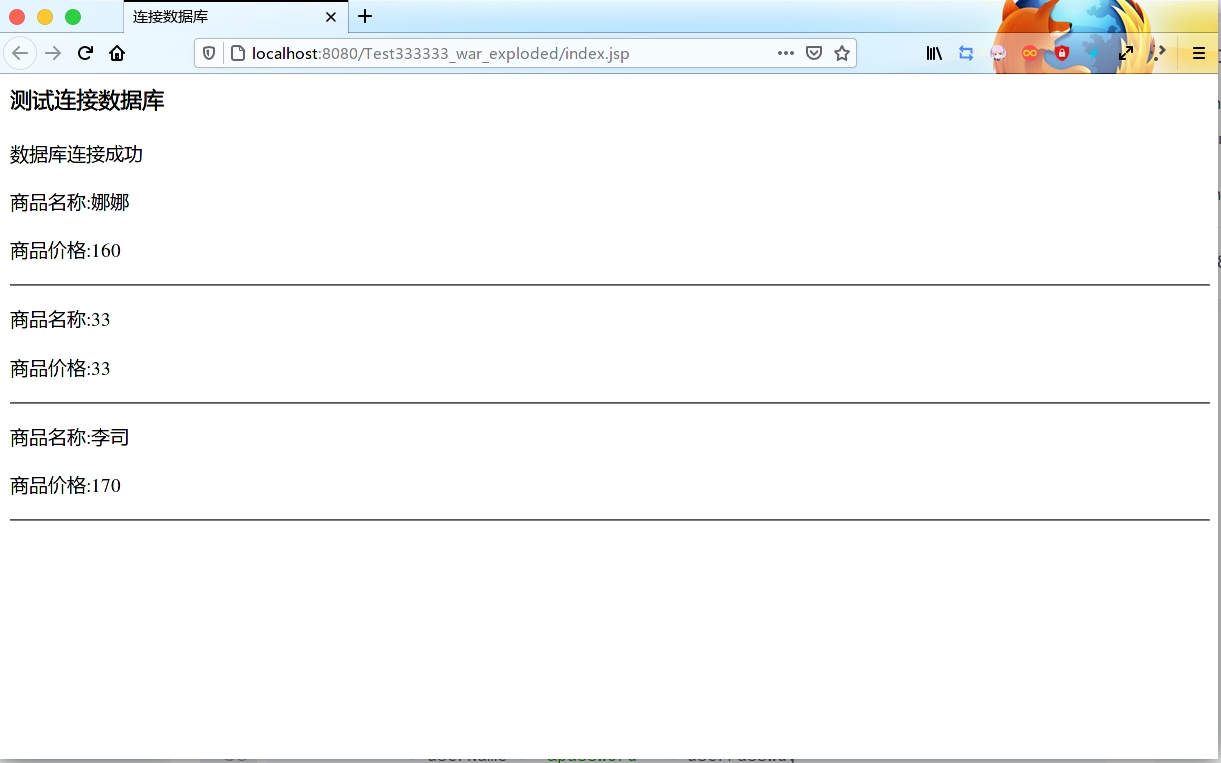 连接数据库
localhost:8080/Test333333_war_exploded/index.jsp
测试连接数据库
数据库连接成功
商品名称:娜娜
商品价格:160
商品名称:33
商品价格:33
商品名称:李司
商品价格:170